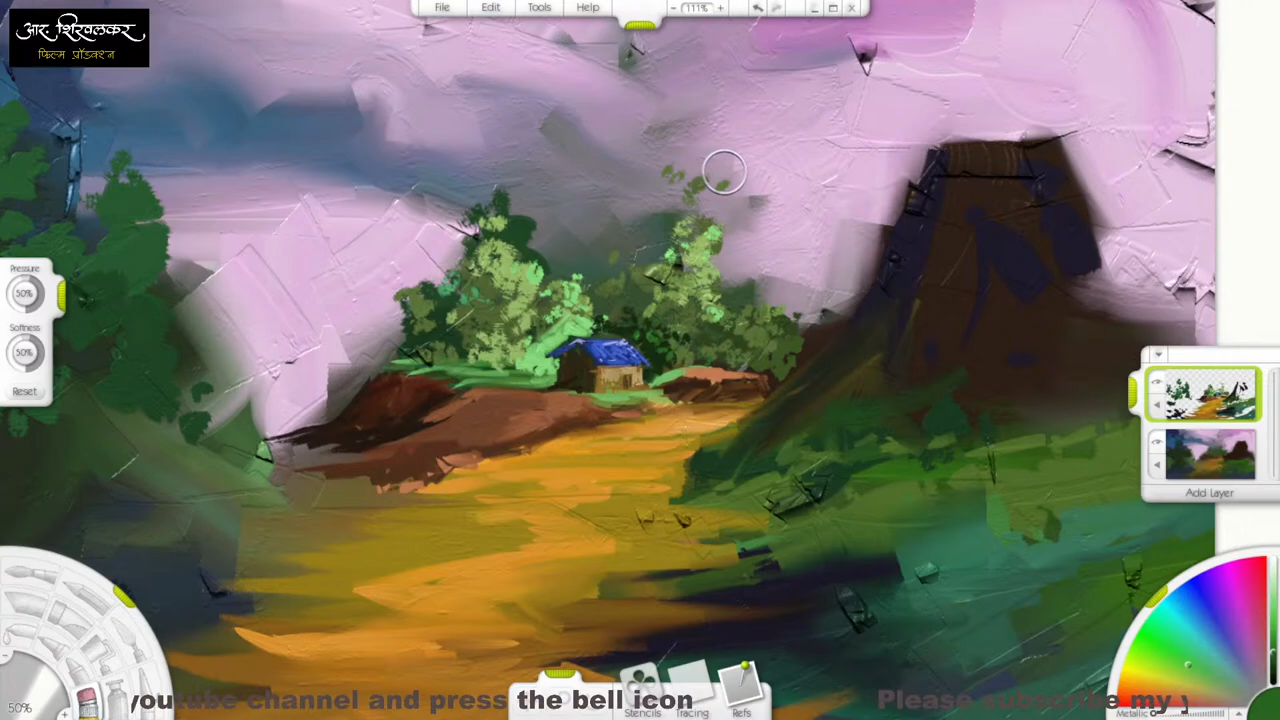 आर. शिरवलकर
फिल्म प्रॉडक्शन
File Edit Tools Help
111%
Pressure
50%
Softness
50%
Reset
Add Layer
50%
Stencils Tracing Refs
Metallic
youtube channel and press the bell icon Please subscribe my y